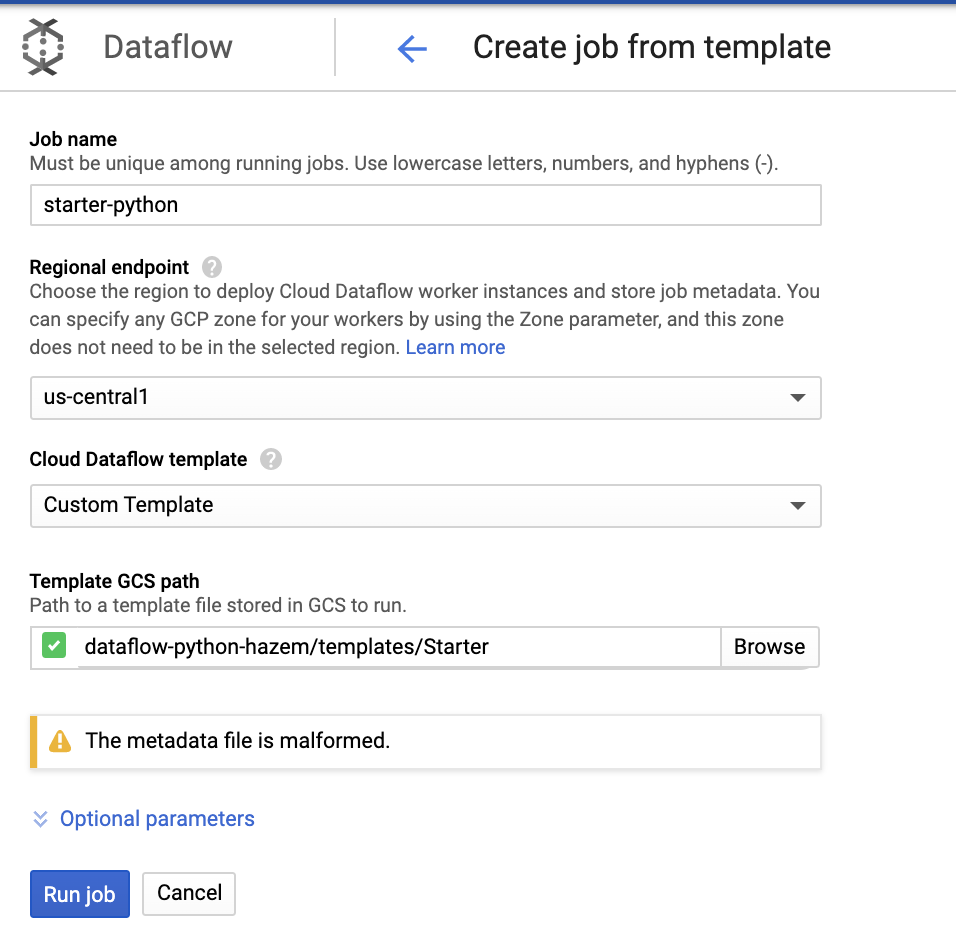 Dataflow
Create job from template
Job name
Must be unique among running jobs. Use lowercase letters, numbers, and hyphens (-).
starter-python
Regional endpoint ?
Choose the region to deploy Cloud Dataflow worker instances and store job metadata. You
can specify any GCP zone for your workers by using the Zone parameter, and this zone
does not need to be in the selected region. Learn more
us-central1
Cloud Dataflow template ?
Custom Template
Template GCS path
Path to a template file stored in GCS to run.
dataflow-python-hazem/templates/Starter Browse
The metadata file is malformed.
Optional parameters
Run job Cancel